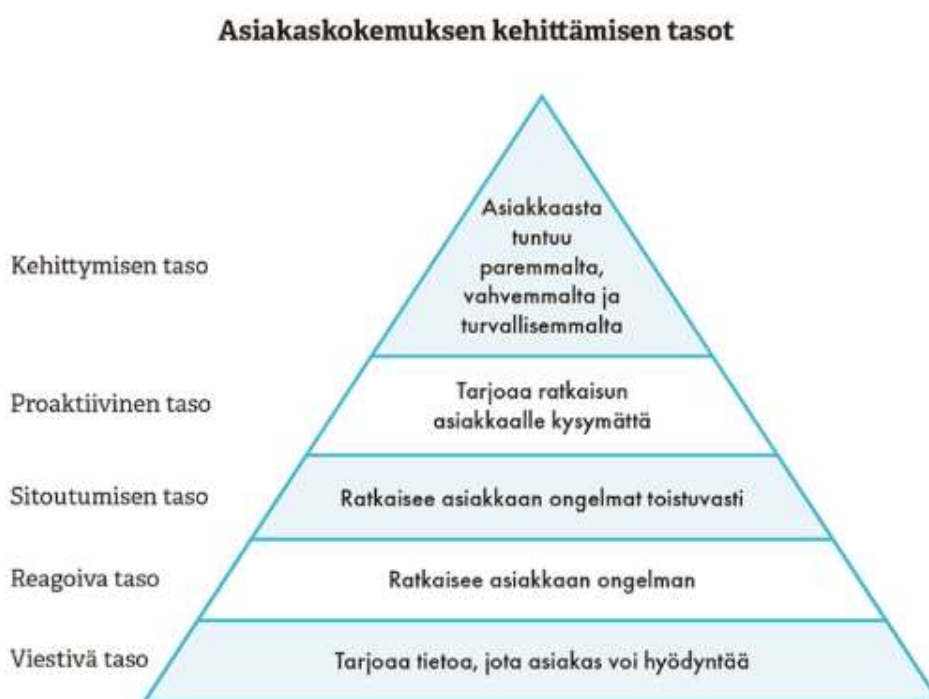 Asiakaskokemuksen kehittämisen tasot
Kehittymisen taso
Asiakkaasta
tuntuu
paremmalta,
vahvemmalta ja
turvallisemmalta
Proaktiivinen taso
Tarjoaa ratkaisun
asiakkaalle kysymättä
Sitoutumisen taso
Ratkaisee asiakkaan ongelmat toistuvasti
Reagoiva taso
Ratkaisee asiakkaan ongelman
Viestivä taso
Tarjoaa tietoa, jota asiakas voi hyödyntää